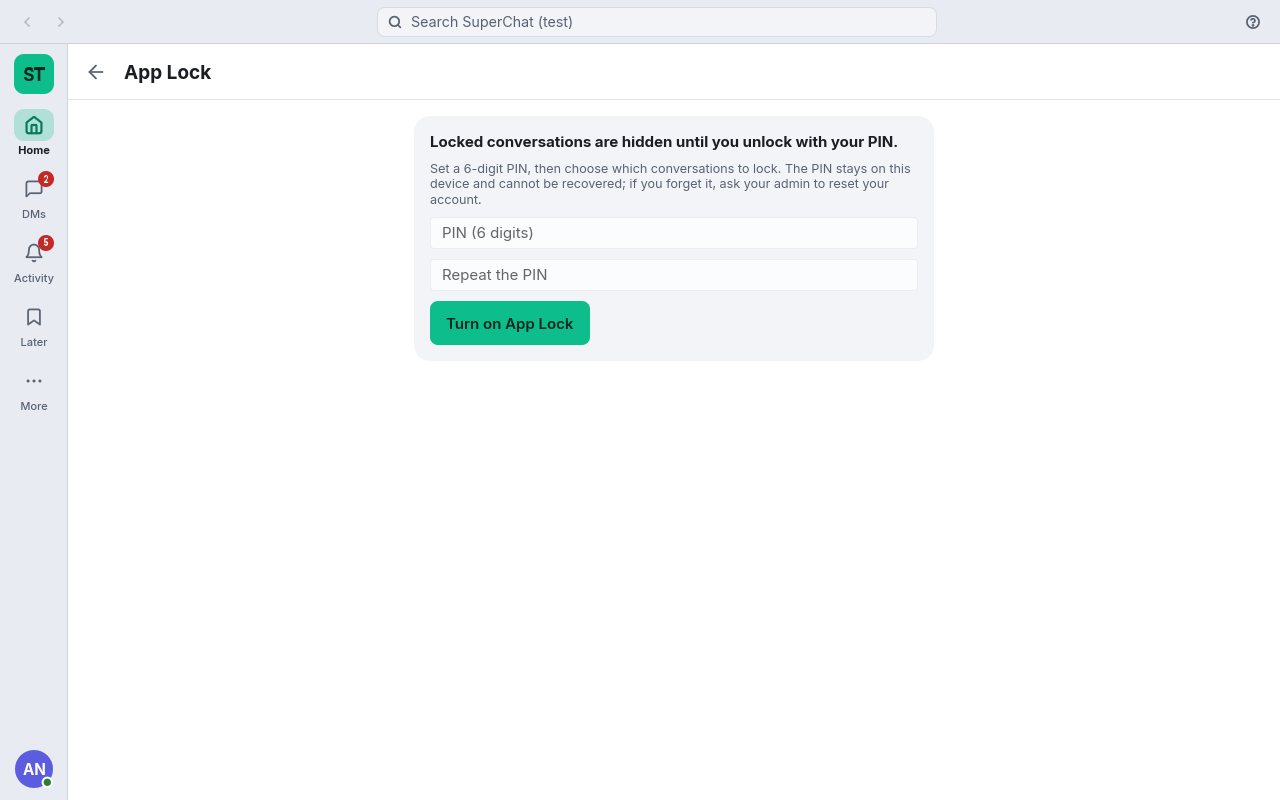 Search SuperChat (test)
ST
App Lock
Home
2
DMs
5
Activity
Later
More
AN
Locked conversations are hidden until you unlock with your PIN.
Set a 6-digit PIN, then choose which conversations to lock. The PIN stays on this
device and cannot be recovered; if you forget it, ask your admin to reset your
account.
PIN (6 digits)
Repeat the PIN
Turn on App Lock